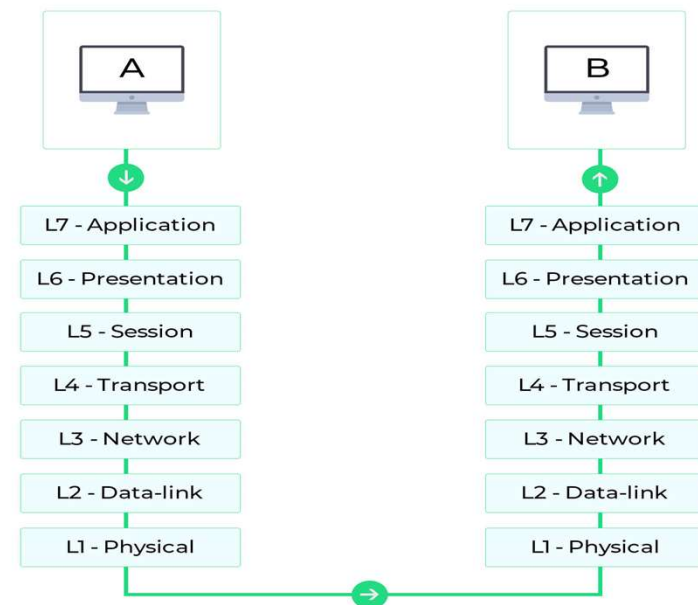 A
L7 - Application
L6 - Presentation
L5 - Session
L4 - Transport
L3 - Network
L2 - Data-link
L1 - Physical
B
L7 - Application
L6 - Presentation
L5 - Session
L4 - Transport
L3 - Network
L2 - Data-link
L1 - Physical